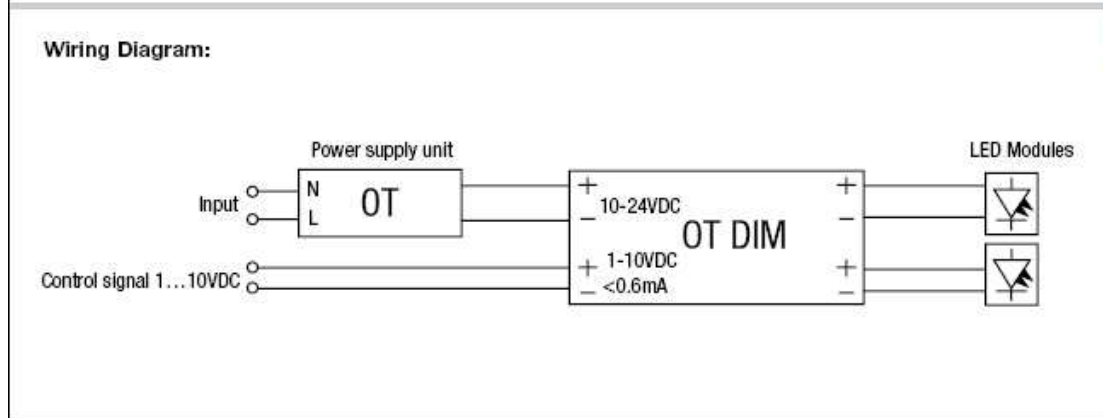 Wiring Diagram:
Power supply unit
LED Modules
Input
N
L
OT
+
10-24VDC
−
OT DIM
+
−
Control signal 1...10VDC
+ 1-10VDC
− <0.6mA
+
−